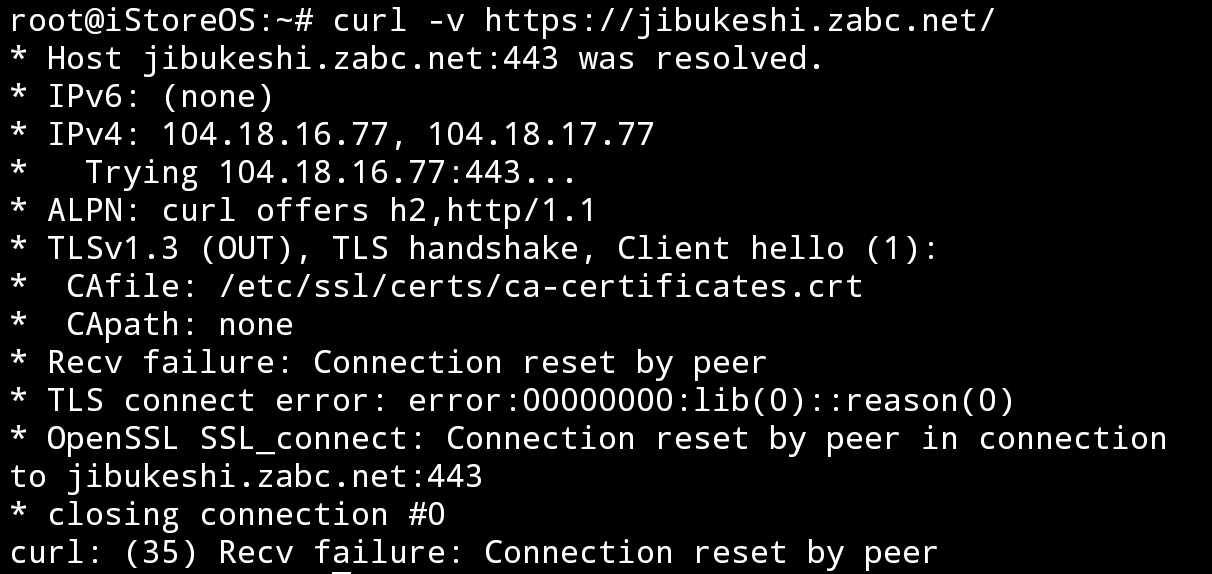 root@iStoreOS:~# curl -v https://jibukeshi.zabc.net/
* Host jibukeshi.zabc.net:443 was resolved.
* IPv6: (none)
* IPv4: 104.18.16.77, 104.18.17.77
*   Trying 104.18.16.77:443...
* ALPN: curl offers h2,http/1.1
* TLSv1.3 (OUT), TLS handshake, Client hello (1):
*  CAfile: /etc/ssl/certs/ca-certificates.crt
*  CApath: none
* Recv failure: Connection reset by peer
* TLS connect error: error:00000000:lib(0)::reason(0)
* OpenSSL SSL_connect: Connection reset by peer in connection
to jibukeshi.zabc.net:443
* closing connection #0
curl: (35) Recv failure: Connection reset by peer